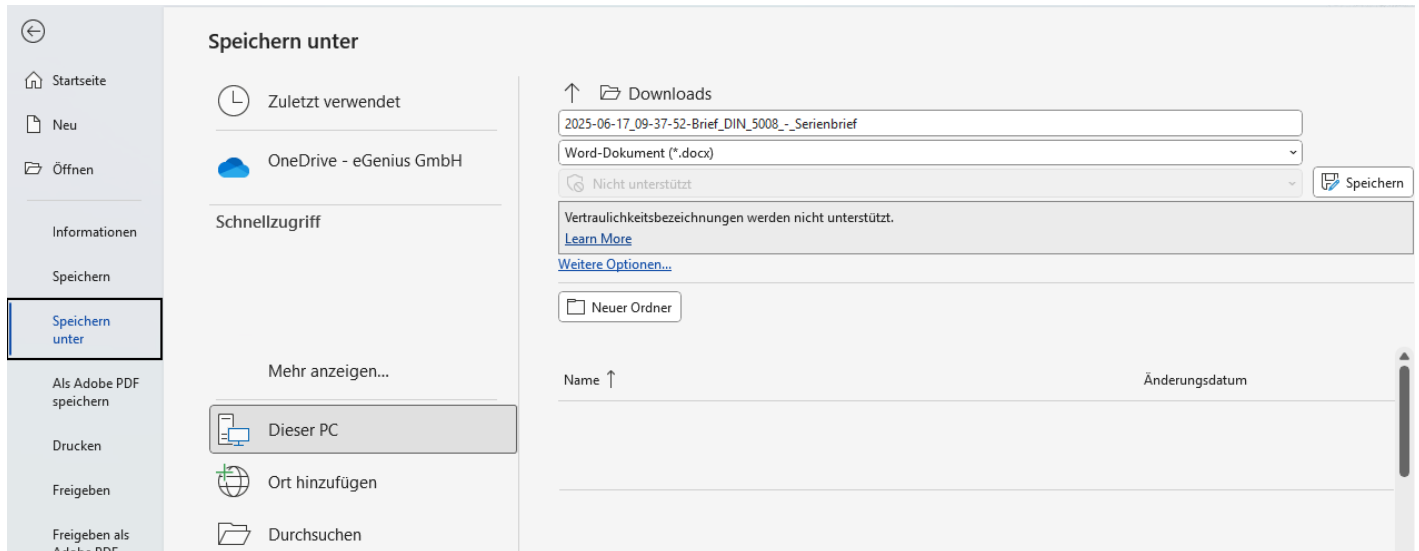 Startseite
Neu
Öffnen
Informationen
Speichern
Speichern
unter
Als Adobe PDF
speichern
Drucken
Freigeben
Freigeben als
Adobe PDF
Speichern unter
Zuletzt verwendet
OneDrive - eGenius GmbH
Schnellzugriff
Mehr anzeigen...
Dieser PC
Ort hinzufügen
Durchsuchen
Downloads
2025-06-17_09-37-52-Brief_DIN_5008_-_Serienbrief
Word-Dokument (*.docx)
Nicht unterstützt
Speichern
Vertraulichkeitsbezeichnungen werden nicht unterstützt.
Learn More
Weitere Optionen...
Neuer Ordner
Name ↑
Änderungsdatum